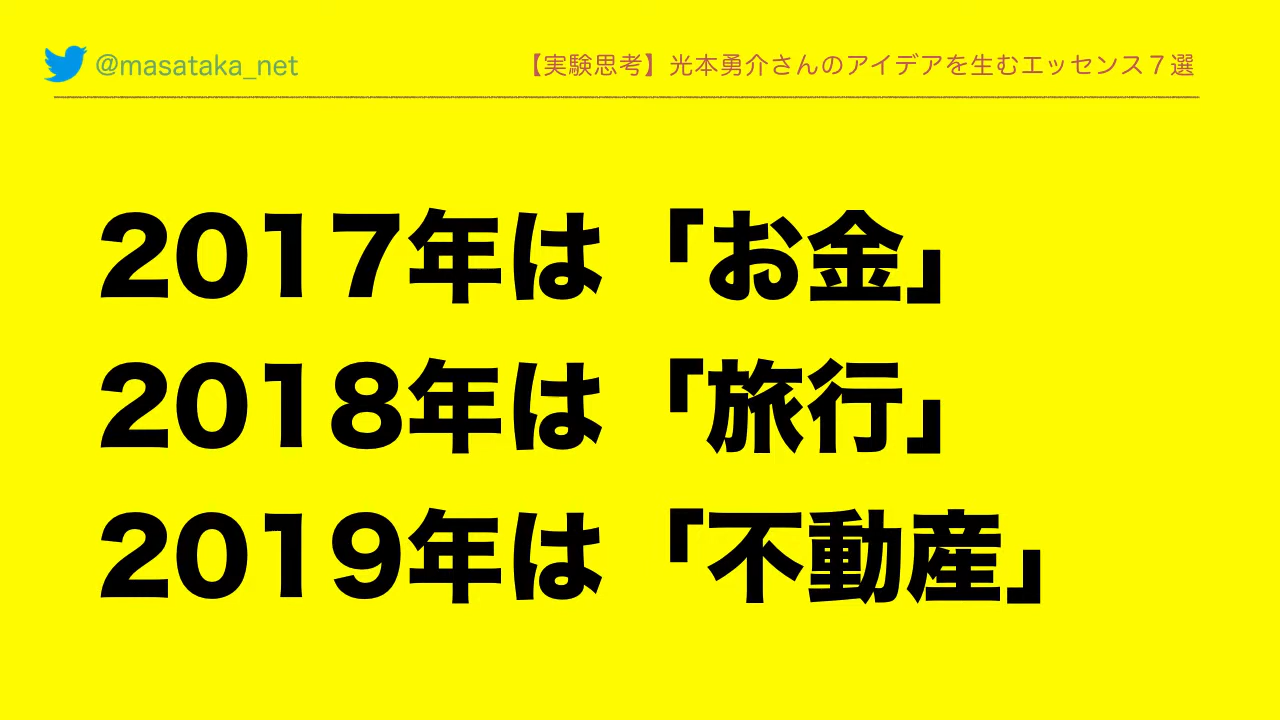 @masataka_net
【実験思考】光本勇介さんのアイデアを生むエッセンス７選
2017年は「お金」
2018年は「旅行」
2019年は「不動産」